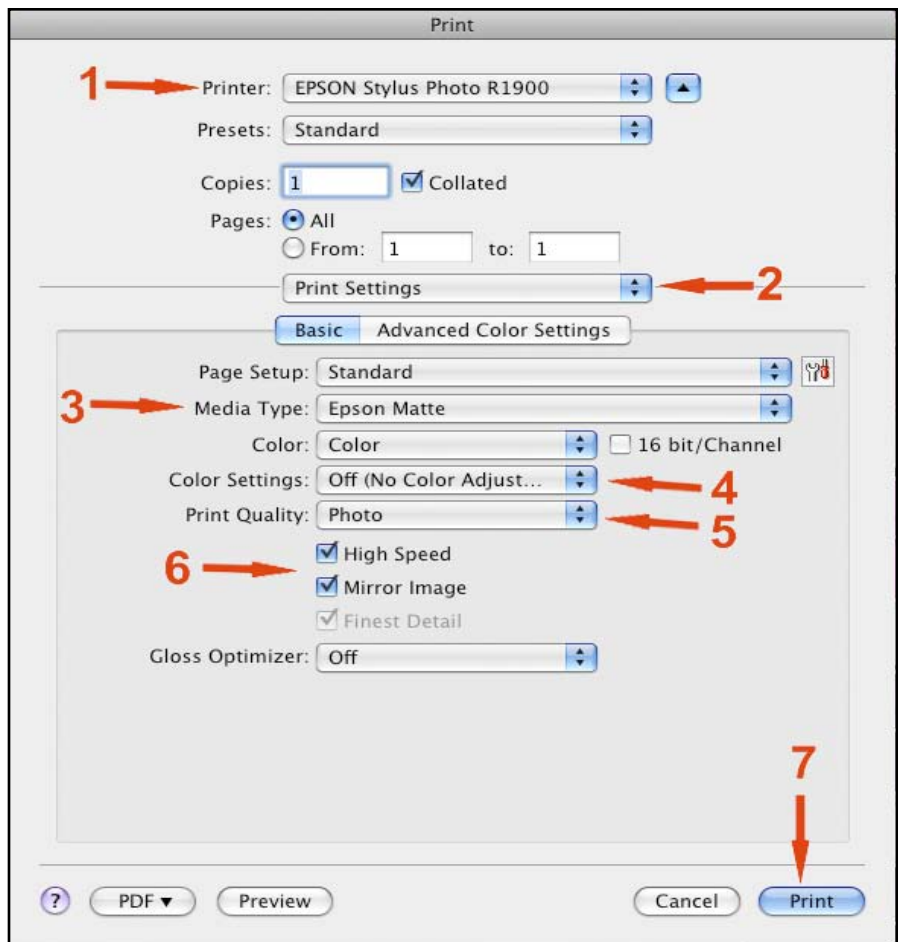 Print
1 Printer: EPSON Stylus Photo R1900
Presets: Standard
Copies: 1 Collated
Pages: All
From: 1 to: 1
Print Settings 2
Basic Advanced Color Settings
Page Setup: Standard
3 Media Type: Epson Matte
Color: Color 16 bit/Channel
Color Settings: Off (No Color Adjust... 4
Print Quality: Photo 5
High Speed
6 Mirror Image
Finest Detail
Gloss Optimizer: Off
7
? PDF Preview Cancel Print